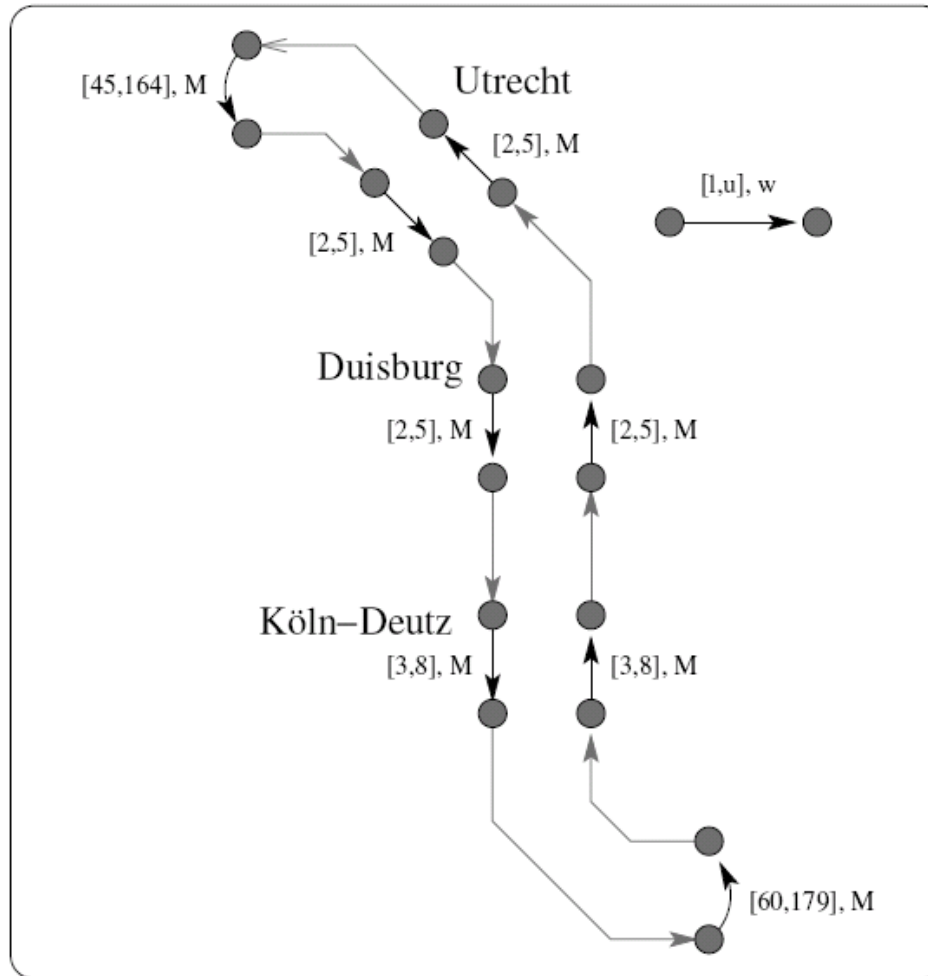 Utrecht
[45,164], M
[2,5], M
[l,u], w
[2,5], M
Duisburg
[2,5], M
[2,5], M
Köln–Deutz
[3,8], M
[3,8], M
[60,179], M